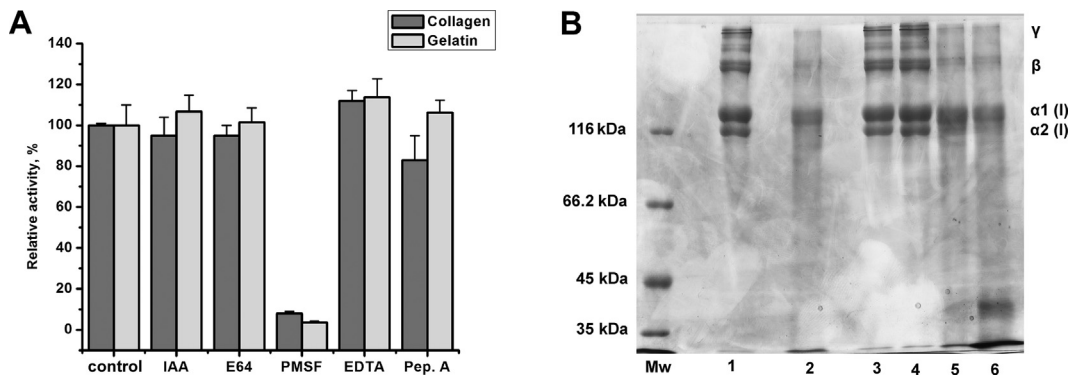 A
Collagen
Gelatin
Relative activity, %
140
120
100
80
60
40
20
0
control IAA E64 PMSF EDTA Pep. A
B
γ
β
α1 (I)
α2 (I)
116 kDa
66.2 kDa
45 kDa
35 kDa
Mw 1 2 3 4 5 6